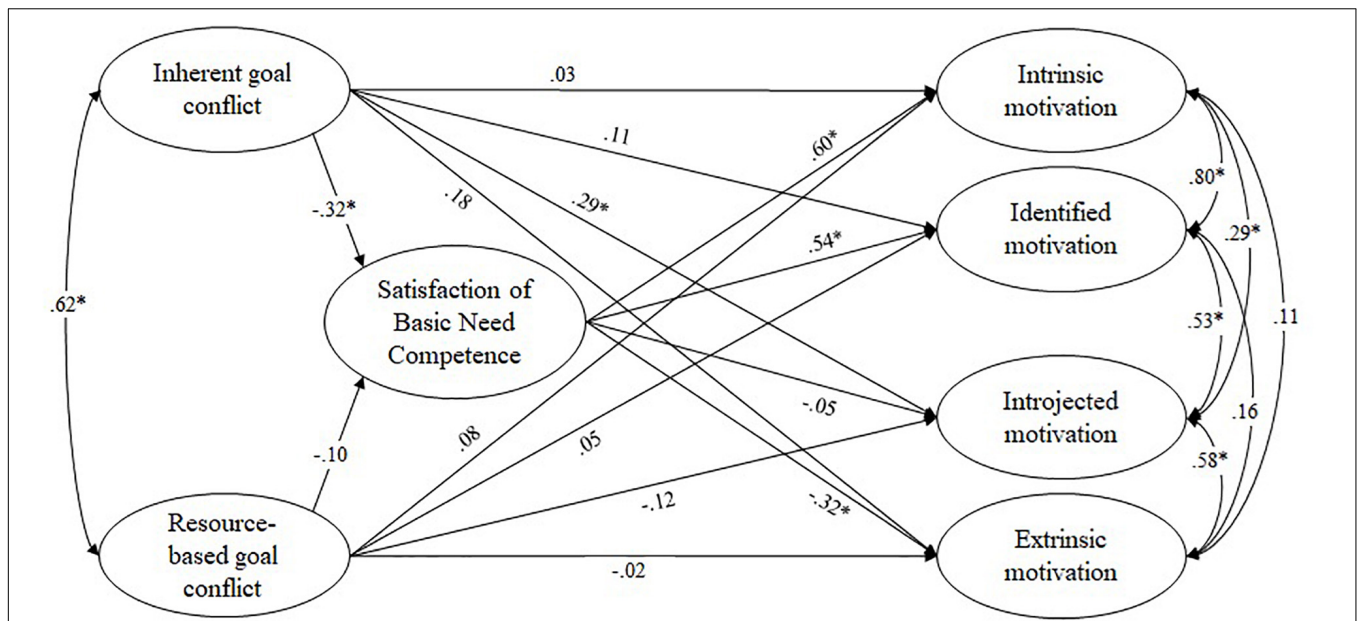 Inherent goal
conflict
.03
Intrinsic
motivation
.11
.60*
.18
.29*
.80*
-.32*
Identified
motivation
.29*
.54*
.62*
Satisfaction of
Basic Need
Competence
.53*
.11
-.05
Introjected
motivation
.16
.08
.05
-.10
.58*
-.12
-.32*
Resource-
based goal
conflict
-.02
Extrinsic
motivation